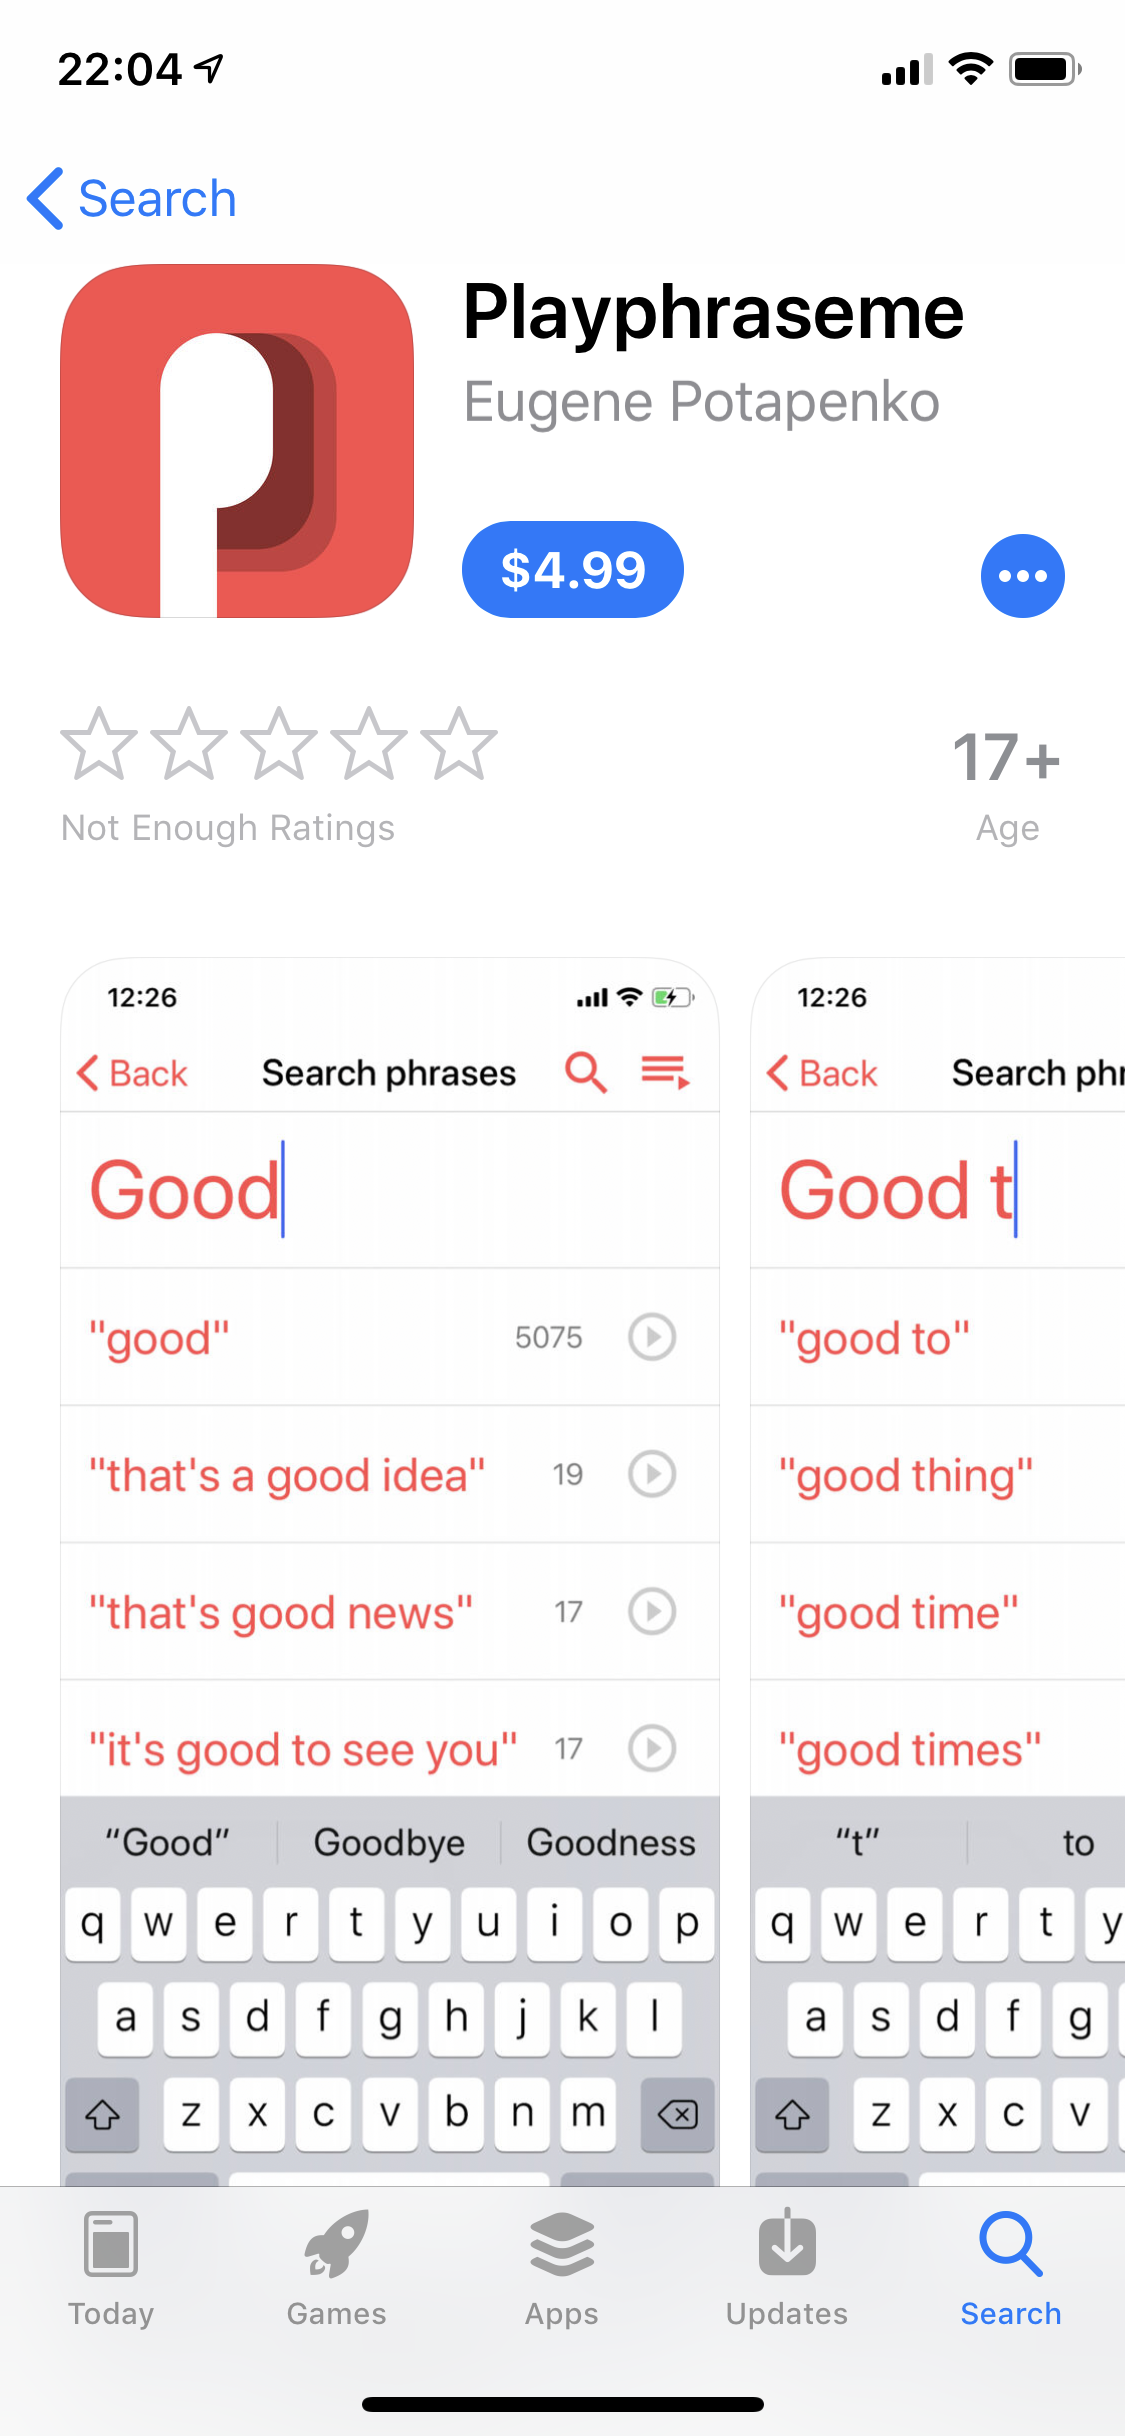 22:04
Search
Playphraseme
Eugene Potapenko
$4.99
Not Enough Ratings
17+
Age
12:26
Back
Search phrases
Good
"good" 5075
"that's a good idea" 19
"that's good news" 17
"it's good to see you" 17
“Good” Goodbye Goodness
q w e r t y u i o p
a s d f g h j k l
z x c v b n m
12:26
Back
Search phr
Good t
"good to"
"good thing"
"good time"
"good times"
“t” to
q w e r t y
a s d f g
z x c v
Today Games Apps Updates Search